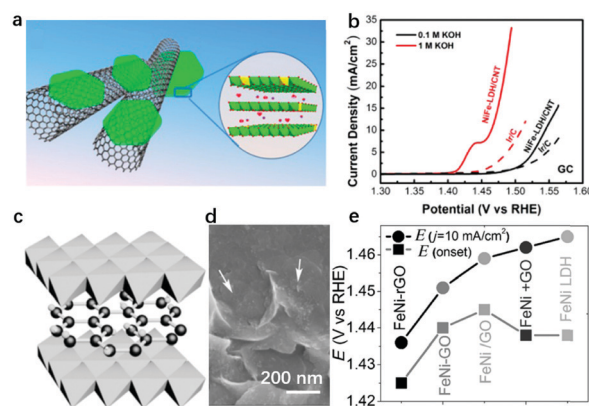 a
b
Current Density (mA/cm²)
35
30
25
20
15
10
5
0
0.1 M KOH
1 M KOH
NiFe-LDH/CNT
Ir/C
NiFe-LDH/CNT
Ir/C
GC
1.30 1.35 1.40 1.45 1.50 1.55 1.60
Potential (V vs RHE)
c
d
200 nm
e
E (V vs RHE)
1.46
1.45
1.44
1.43
1.42
E (j=10 mA/cm²)
E (onset)
FeNi-rGO
FeNi-GO
FeNi /GO
FeNi +GO
FeNi LDH